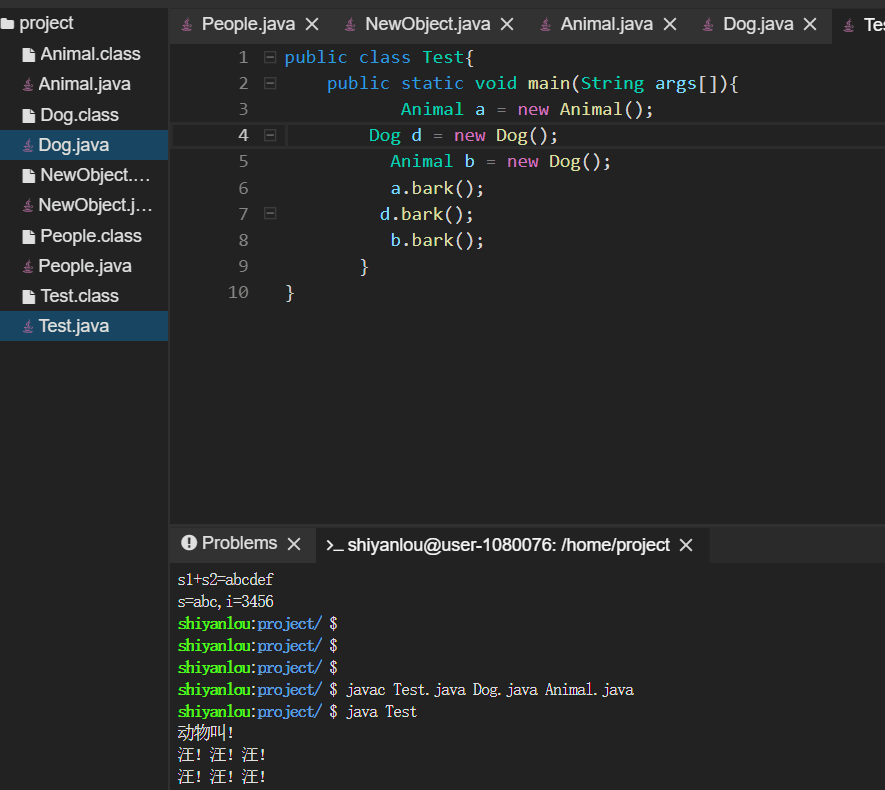 project
Animal.class
Animal.java
Dog.class
Dog.java
NewObject....
NewObject.j...
People.class
People.java
Test.class
Test.java
People.java NewObject.java Animal.java Dog.java Tes
1 public class Test{
2 public static void main(String args[]){
3 Animal a = new Animal();
4 Dog d = new Dog();
5 Animal b = new Dog();
6 a.bark();
7 d.bark();
8 b.bark();
9 }
10 }
Problems >_ shiyanlou@user-1080076: /home/project
s1+s2=abcdef
s=abc,i=3456
shiyanlou:project/ $
shiyanlou:project/ $
shiyanlou:project/ $
shiyanlou:project/ $ javac Test.java Dog.java Animal.java
shiyanlou:project/ $ java Test
动物叫!
汪! 汪! 汪!
汪! 汪! 汪!